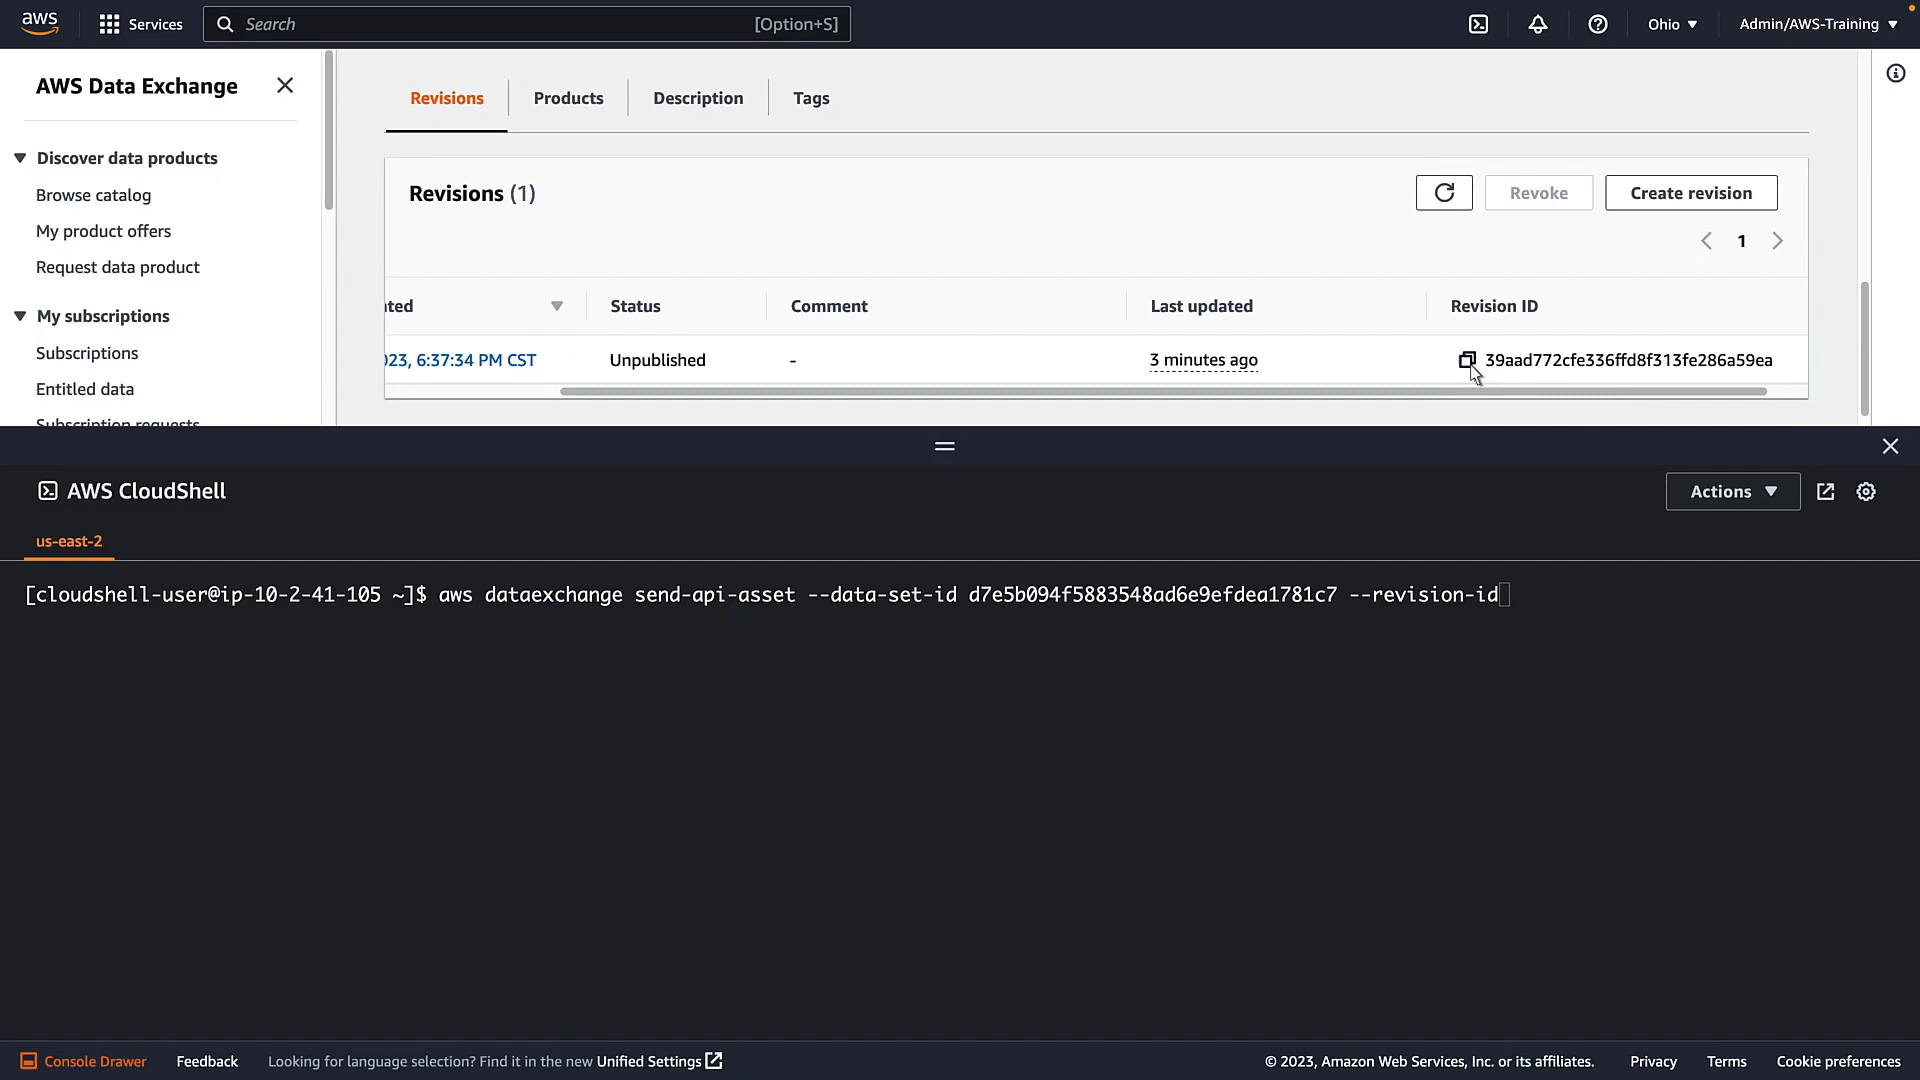 aws Services Search [Option+S] Ohio Admin/AWS-Training
AWS Data Exchange
Discover data products
Browse catalog
My product offers
Request data product
My subscriptions
Subscriptions
Entitled data
Subscription requests
Revisions Products Description Tags
Revisions (1) Revoke Create revision
1
ated Status Comment Last updated Revision ID
023, 6:37:34 PM CST Unpublished - 3 minutes ago 39aad772cfe336ffd8f313fe286a59ea
AWS CloudShell Actions
us-east-2
[cloudshell-user@ip-10-2-41-105 ~]$ aws dataexchange send-api-asset --data-set-id d7e5b094f5883548ad6e9efdea1781c7 --revision-id
Console Drawer Feedback Looking for language selection? Find it in the new Unified Settings © 2023, Amazon Web Services, Inc. or its affiliates. Privacy Terms Cookie preferences